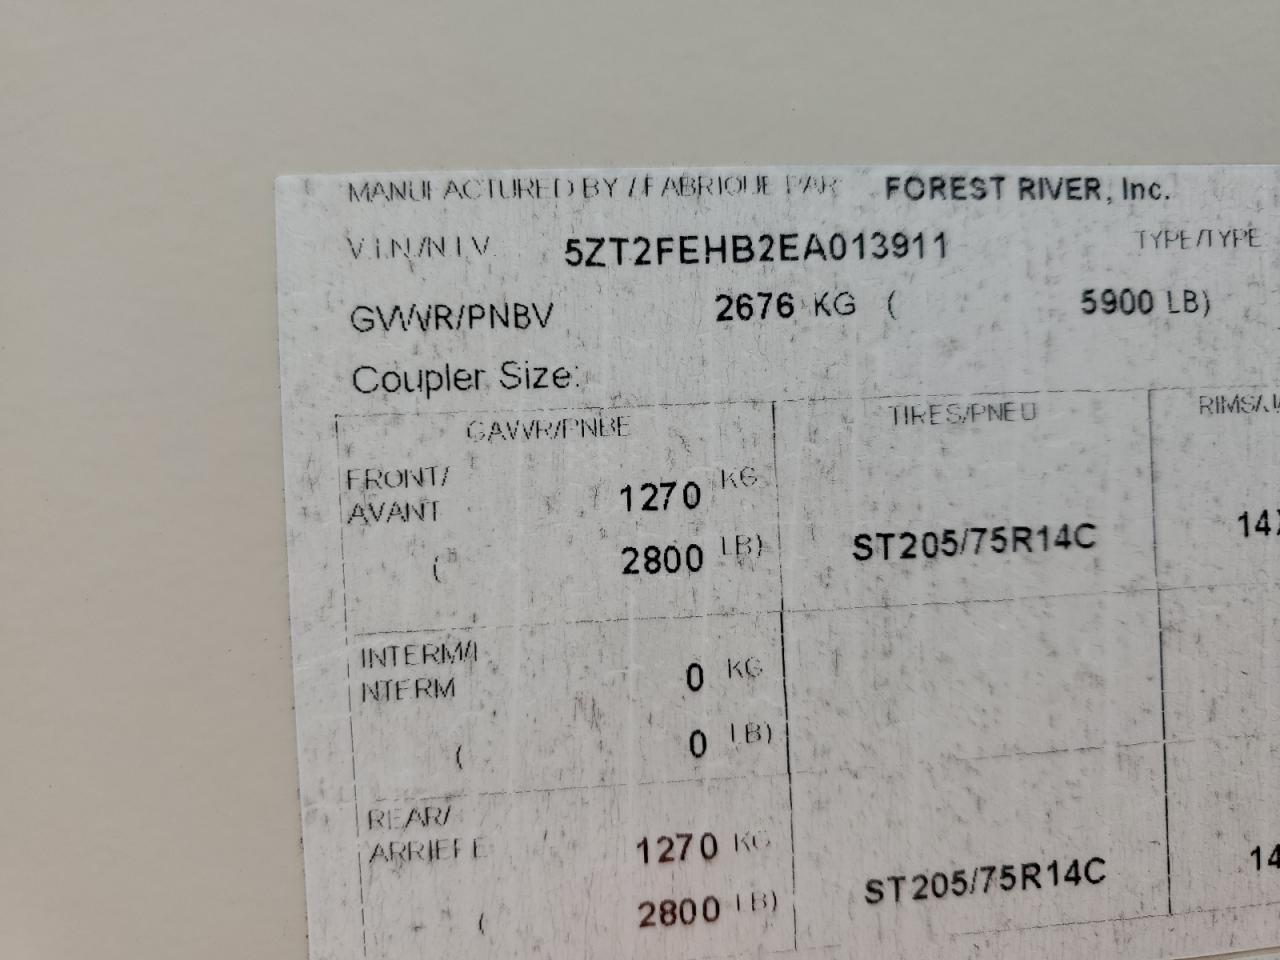 MANUFACTURED BY / FABRIQUE PAR FOREST RIVER, Inc.
V.I.N/N.I.V. 5ZT2FEHB2EA013911 TYPE/TYPE
GVWR/PNBV 2676 KG ( 5900 LB)
Coupler Size:
GAWR/PNBE TIRES/PNEU
FRONT/
AVANT 1270 KG
( 2800 LB) ST205/75R14C
INTERM/I
NTERM 0 KG
( 0 LB)
REAR/
ARRIERE 1270 KG
( 2800 LB) ST205/75R14C